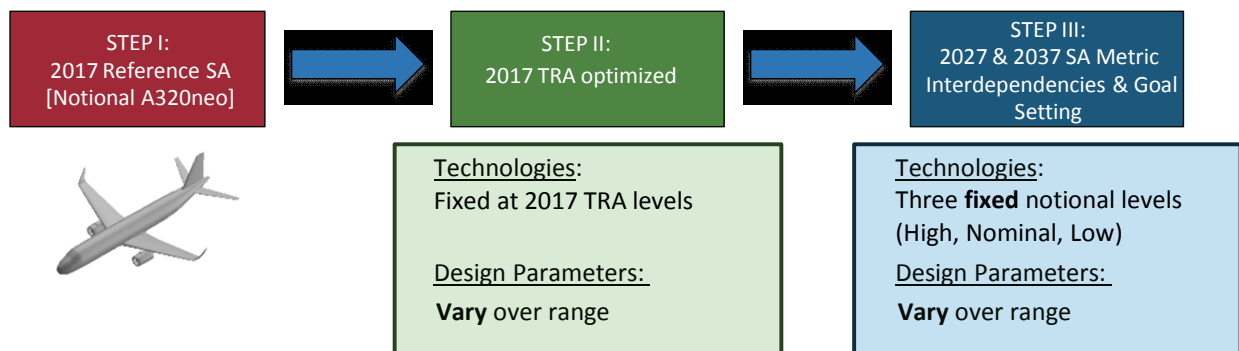 STEP I:
2017 Reference SA
[Notional A320neo]
STEP II:
2017 TRA optimized
STEP III:
2027 & 2037 SA Metric
Interdependencies & Goal
Setting
Technologies:
Fixed at 2017 TRA levels
Design Parameters:
Vary over range
Technologies:
Three fixed notional levels
(High, Nominal, Low)
Design Parameters:
Vary over range